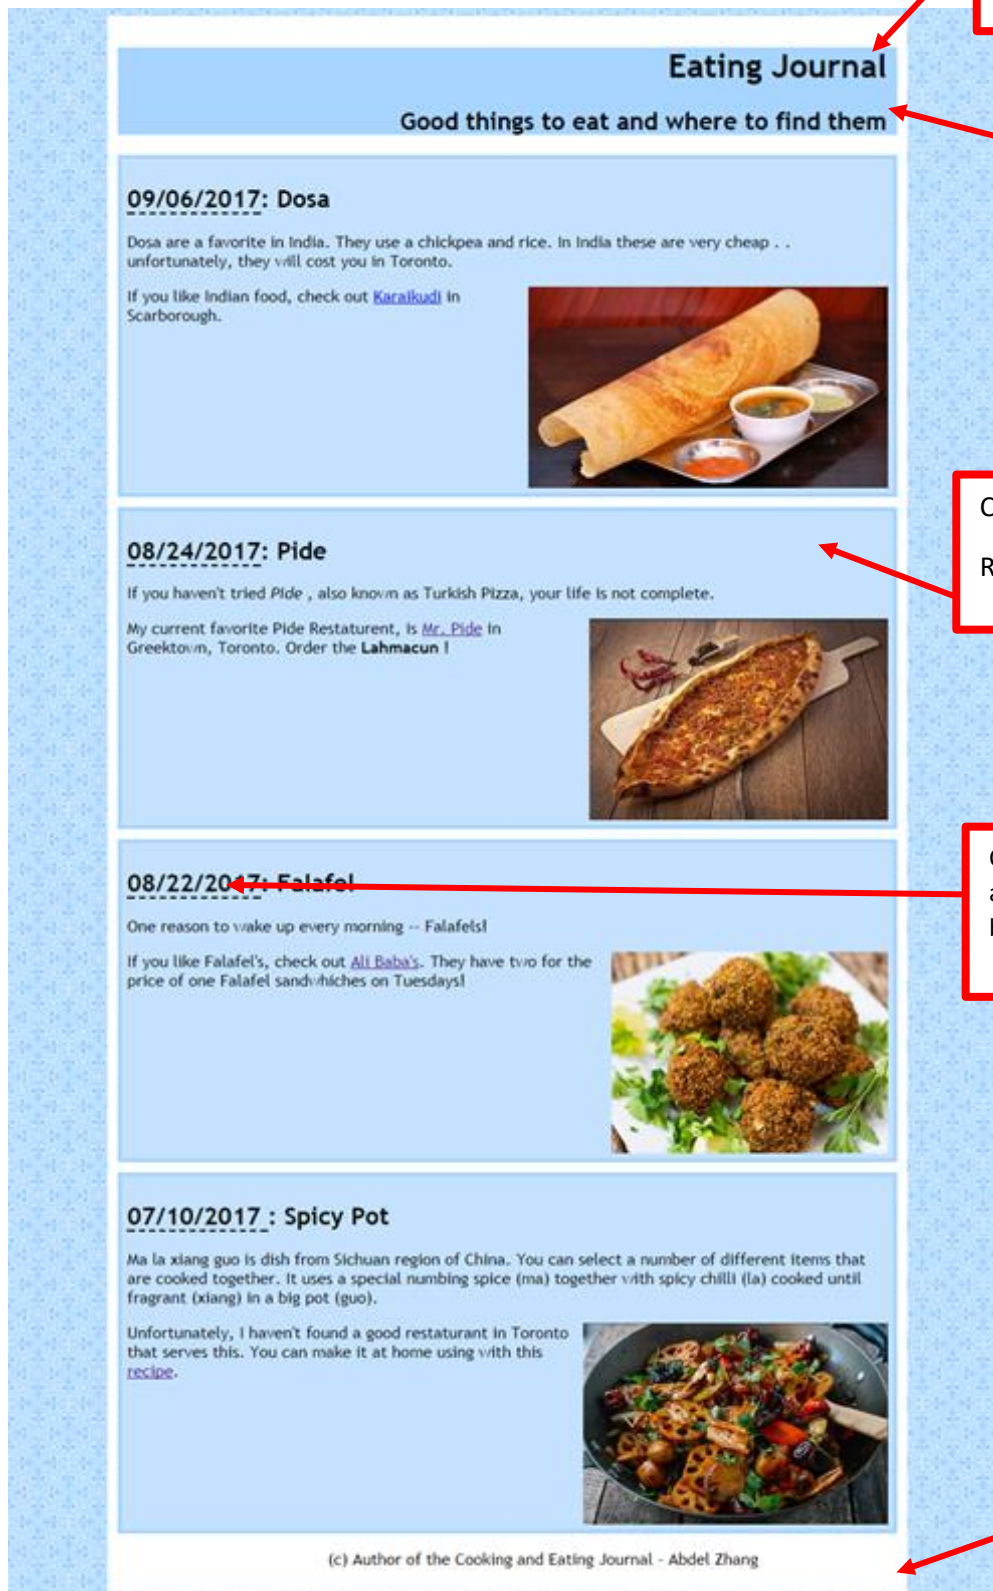 Eating Journal
Good things to eat and where to find them
09/06/2017: Dosa
Dosa are a favorite in India. They use a chickpea and rice. In India these are very cheap . .
unfortunately, they will cost you in Toronto.
If you like Indian food, check out Karaikudi in
Scarborough.
C
R
08/24/2017: Pide
If you haven't tried Pide , also known as Turkish Pizza, your life is not complete.
My current favorite Pide Restaturent, is Mr. Pide in
Greektown, Toronto. Order the Lahmacun !
08/22/2017: Falafel
One reason to wake up every morning -- Falafels!
If you like Falafel's, check out Ali Baba's. They have two for the
price of one Falafel sandwhiches on Tuesdays!
07/10/2017 : Spicy Pot
Ma la xiang guo is dish from Sichuan region of China. You can select a number of different items that
are cooked together. It uses a special numbing spice (ma) together with spicy chilli (la) cooked until
fragrant (xiang) in a big pot (guo).
Unfortunately, I haven't found a good restaturant in Toronto
that serves this. You can make it at home using with this
recipe.
(c) Author of the Cooking and Eating Journal - Abdel Zhang